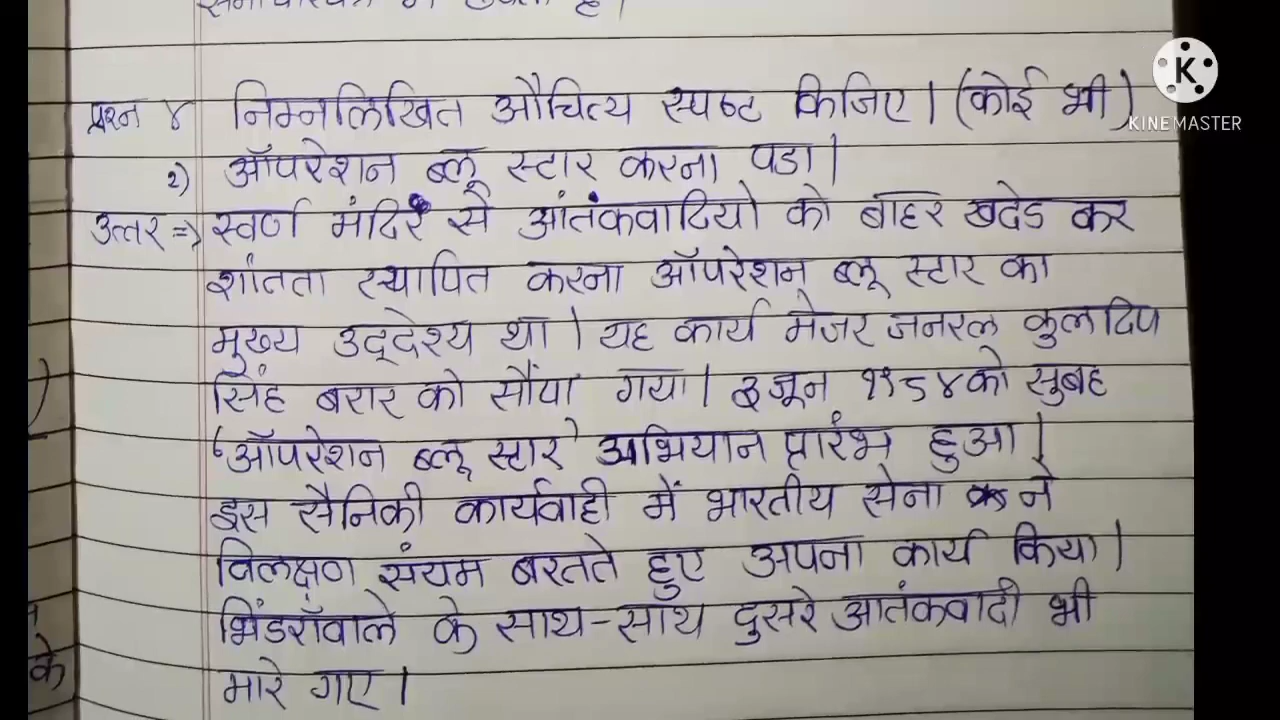 प्रश्न ४ निम्नलिखित औचित्य स्पष्ट किजिए। (कोई भी)
२) ऑपरेशन ब्लू स्टार करना पडा।
उत्तर => स्वर्ण मंदिर से आंतंकवादियो को बाहर खदेड कर
शांतता स्थापित करना ऑपरेशन ब्लू स्टार का
मुख्य उद्देश्य था। यह कार्य मेजर जनरल कुलदिप
सिंह बरार को सौंपा गया। ३ जून १९८४ को सुबह
'ऑपरेशन ब्लू स्टार' अभियान प्रारंभ हुआ।
इस सैनिकी कार्यवाही में भारतीय सेना ने
विलक्षण संयम बरतते हुए अपना कार्य किया।
भिंडराँवाले के साथ-साथ दुसरे आतंकवादी भी
मारे गए।
के
K
KINEMASTER